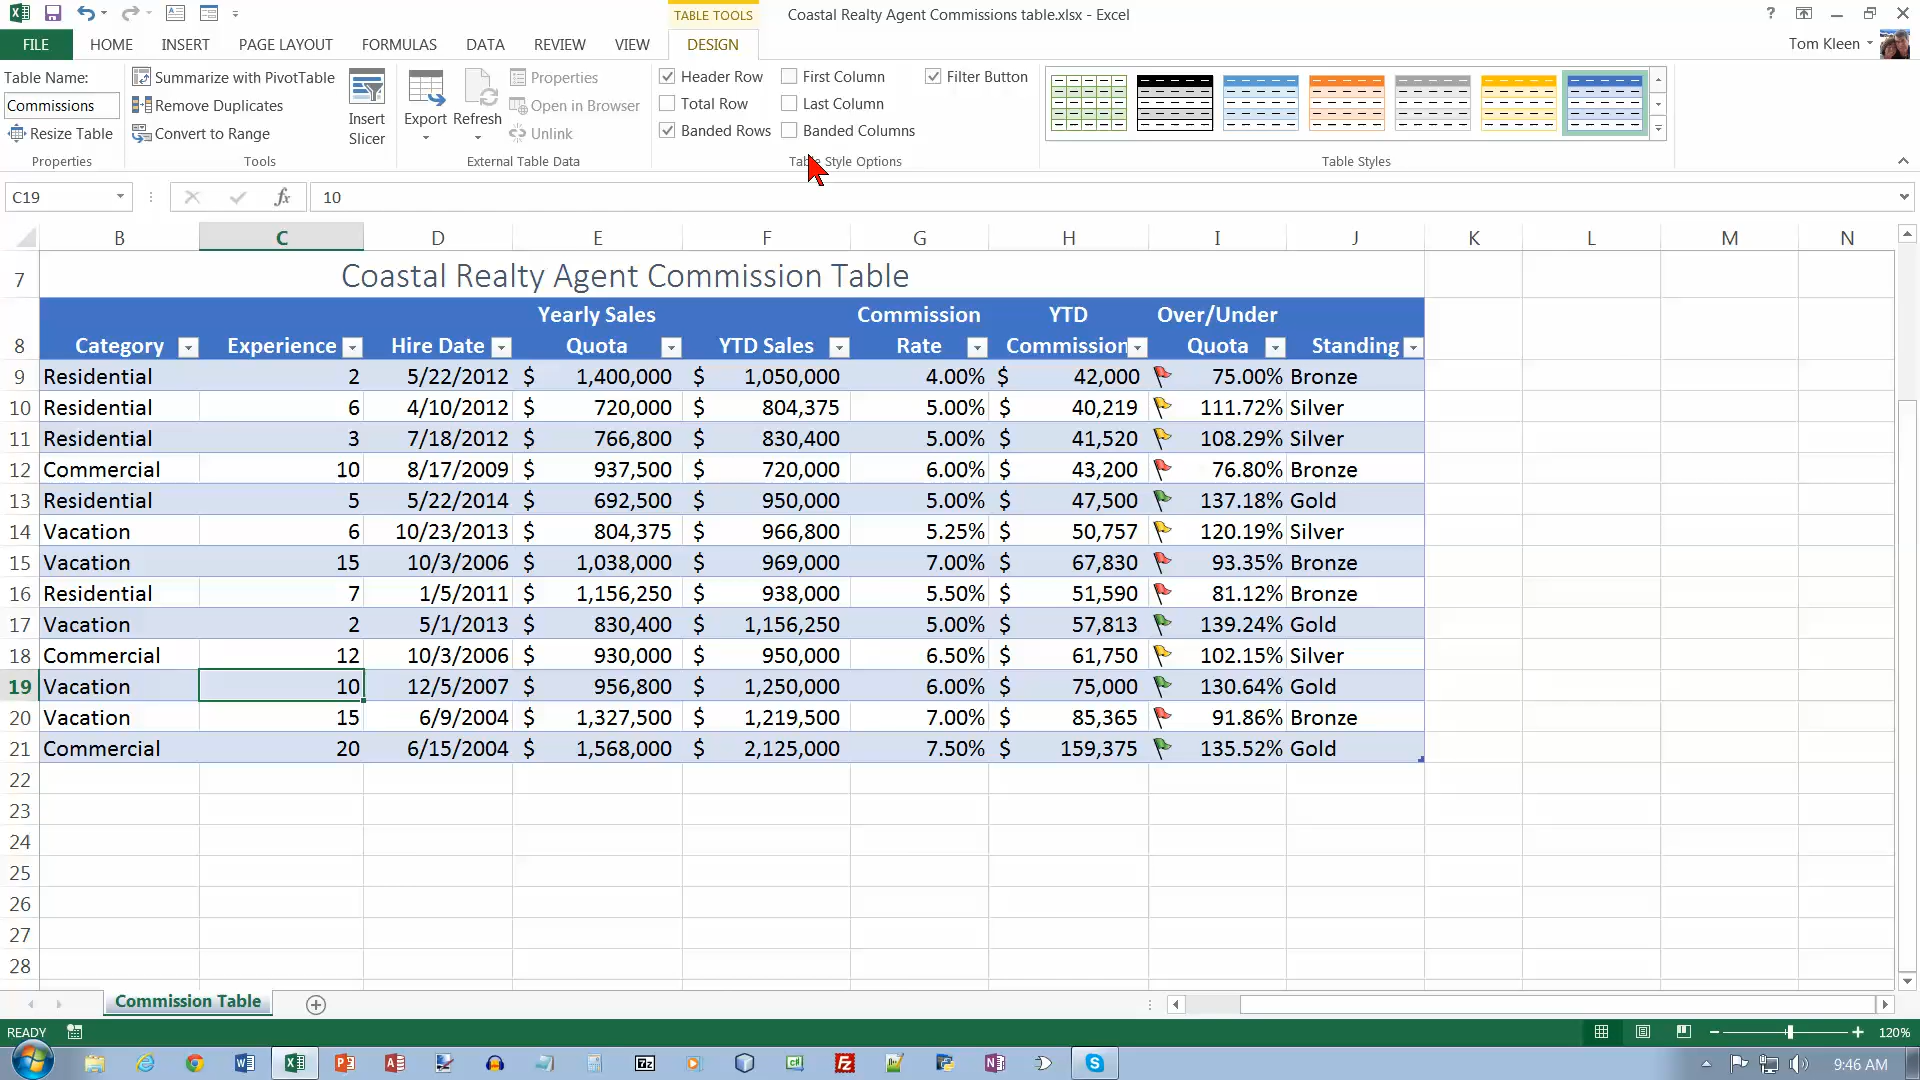 TABLE TOOLS
Coastal Realty Agent Commissions table.xlsx - Excel
FILE HOME INSERT PAGE LAYOUT FORMULAS DATA REVIEW VIEW DESIGN Tom Kleen
Table Name:
Commissions
Resize Table
Properties
Summarize with PivotTable
Remove Duplicates
Convert to Range
Tools
Insert
Slicer
Export
Refresh
Properties
Open in Browser
Unlink
External Table Data
Header Row
Total Row
Banded Rows
First Column
Last Column
Banded Columns
Filter Button
Table Style Options
Table Styles
C19 fx 10
B C D E F G H I J K L M N
7 Coastal Realty Agent Commission Table
Yearly Sales Commission YTD Over/Under
8 Category Experience Hire Date Quota YTD Sales Rate Commission Quota Standing
9 Residential 2 5/22/2012 $ 1,400,000 $ 1,050,000 4.00% $ 42,000 75.00% Bronze
10 Residential 6 4/10/2012 $ 720,000 $ 804,375 5.00% $ 40,219 111.72% Silver
11 Residential 3 7/18/2012 $ 766,800 $ 830,400 5.00% $ 41,520 108.29% Silver
12 Commercial 10 8/17/2009 $ 937,500 $ 720,000 6.00% $ 43,200 76.80% Bronze
13 Residential 5 5/22/2014 $ 692,500 $ 950,000 5.00% $ 47,500 137.18% Gold
14 Vacation 6 10/23/2013 $ 804,375 $ 966,800 5.25% $ 50,757 120.19% Silver
15 Vacation 15 10/3/2006 $ 1,038,000 $ 969,000 7.00% $ 67,830 93.35% Bronze
16 Residential 7 1/5/2011 $ 1,156,250 $ 938,000 5.50% $ 51,590 81.12% Bronze
17 Vacation 2 5/1/2013 $ 830,400 $ 1,156,250 5.00% $ 57,813 139.24% Gold
18 Commercial 12 10/3/2006 $ 930,000 $ 950,000 6.50% $ 61,750 102.15% Silver
19 Vacation 10 12/5/2007 $ 956,800 $ 1,250,000 6.00% $ 75,000 130.64% Gold
20 Vacation 15 6/9/2004 $ 1,327,500 $ 1,219,500 7.00% $ 85,365 91.86% Bronze
21 Commercial 20 6/15/2004 $ 1,568,000 $ 2,125,000 7.50% $ 159,375 135.52% Gold
22
23
24
25
26
27
28
Commission Table
READY 120%
9:46 AM